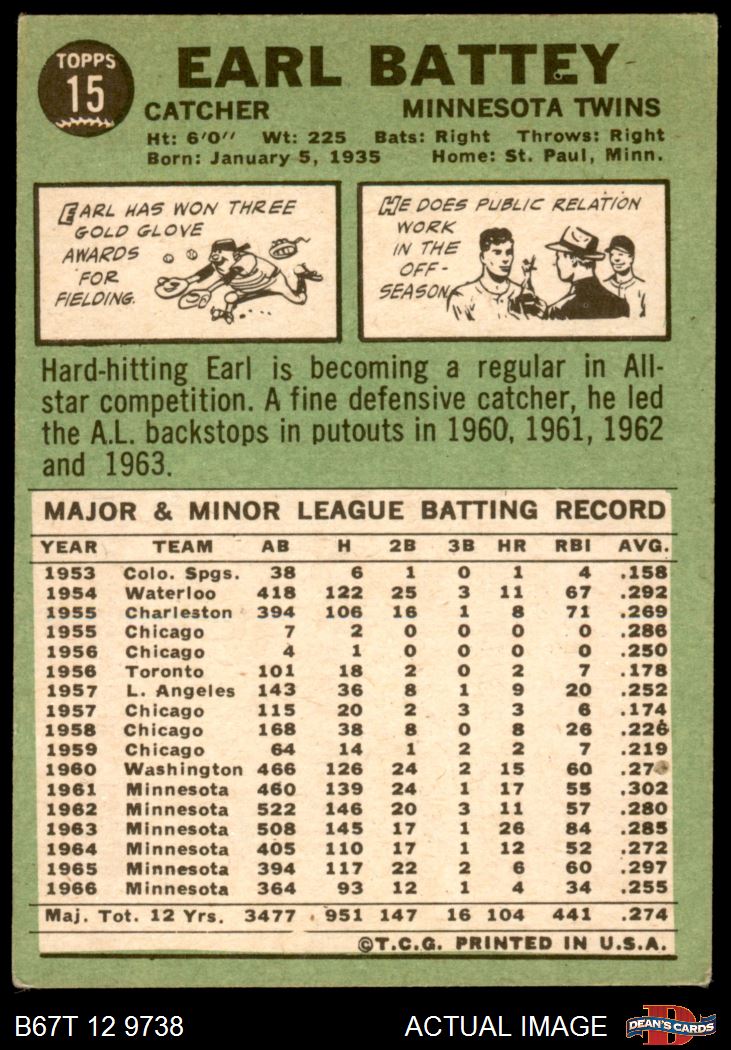 TOPPS
15
EARL BATTEY
CATCHER MINNESOTA TWINS
Ht: 6'0" Wt: 225 Bats: Right Throws: Right
Born: January 5, 1935 Home: St. Paul, Minn.
EARL HAS WON THREE
GOLD GLOVE
AWARDS
FOR
FIELDING.
HE DOES PUBLIC RELATION
WORK
IN THE
OFF-
SEASON.
Hard-hitting Earl is becoming a regular in All-
star competition. A fine defensive catcher, he led
the A.L. backstops in putouts in 1960, 1961, 1962
and 1963.
MAJOR & MINOR LEAGUE BATTING RECORD
YEAR TEAM AB H 2B 3B HR RBI AVG.
1953 Colo. Spgs. 38 6 1 0 1 4 .158
1954 Waterloo 418 122 25 3 11 67 .292
1955 Charleston 394 106 16 1 8 71 .269
1955 Chicago 7 2 0 0 0 0 .286
1956 Chicago 4 1 0 0 0 0 .250
1956 Toronto 101 18 2 0 2 7 .178
1957 L. Angeles 143 36 8 1 9 20 .252
1957 Chicago 115 20 2 3 3 6 .174
1958 Chicago 168 38 8 0 8 26 .226
1959 Chicago 64 14 1 2 2 7 .219
1960 Washington 466 126 24 2 15 60 .27
1961 Minnesota 460 139 24 1 17 55 .302
1962 Minnesota 522 146 20 3 11 57 .280
1963 Minnesota 508 145 17 1 26 84 .285
1964 Minnesota 405 110 17 1 12 52 .272
1965 Minnesota 394 117 22 2 6 60 .297
1966 Minnesota 364 93 12 1 4 34 .255
Maj. Tot. 12 Yrs. 3477 951 147 16 104 441 .274
©T.C.G. PRINTED IN U.S.A.
B67T 12 9738 ACTUAL IMAGE
DEAN'S CARDS